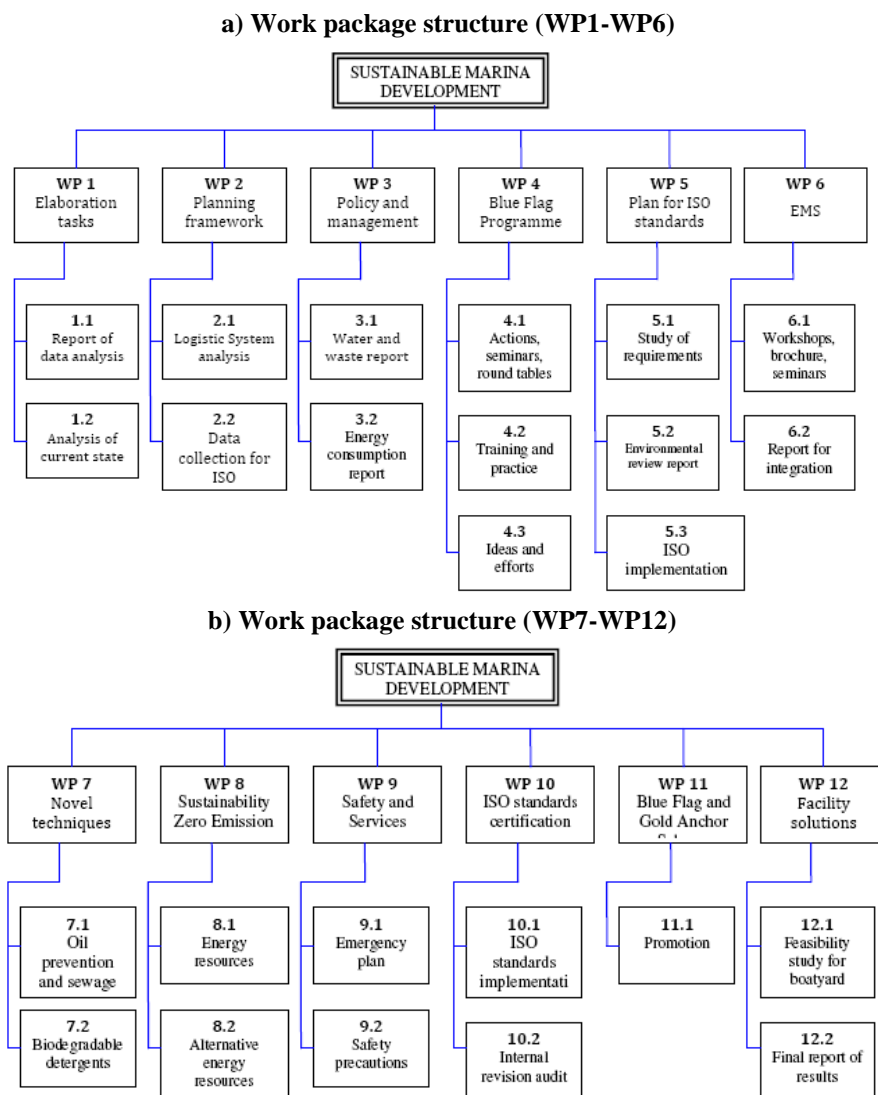 a) Work package structure (WP1-WP6)
SUSTAINABLE MARINA
DEVELOPMENT
WP 1
Elaboration
tasks
WP 2
Planning
framework
WP 3
Policy and
management
WP 4
Blue Flag
Programme
WP 5
Plan for ISO
standards
WP 6
EMS
1.1
Report of
data analysis
2.1
Logistic System
analysis
3.1
Water and
waste report
4.1
Actions,
seminars,
round tables
5.1
Study of
requirements
6.1
Workshops,
brochure,
seminars
1.2
Analysis of
current state
2.2
Data
collection for
ISO
3.2
Energy
consumption
report
4.2
Training and
practice
5.2
Environmental
review report
6.2
Report for
integration
4.3
Ideas and
efforts
5.3
ISO
implementation
b) Work package structure (WP7-WP12)
SUSTAINABLE MARINA
DEVELOPMENT
WP 7
Novel
techniques
WP 8
Sustainability
Zero Emission
WP 9
Safety and
Services
WP 10
ISO standards
certification
WP 11
Blue Flag and
Gold Anchor
WP 12
Facility
solutions
7.1
Oil
prevention
and sewage
8.1
Energy
resources
9.1
Emergency
plan
10.1
ISO
standards
implementati
11.1
Promotion
12.1
Feasibility
study for
boatyard
7.2
Biodegradable
detergents
8.2
Alternative
energy
resources
9.2
Safety
precautions
10.2
Internal
revision audit
12.2
Final report of
results